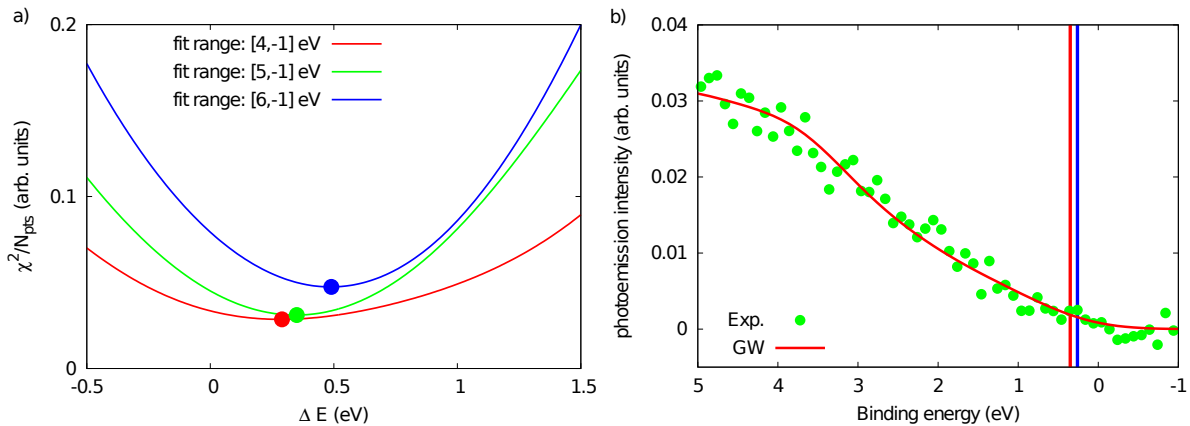 a)
0.2
0.1
0
χ²/N_pts (arb. units)
fit range: [4,-1] eV
fit range: [5,-1] eV
fit range: [6,-1] eV
-0.5 0 0.5 1 1.5
Δ E (eV)
b)
0.04
0.03
0.02
0.01
0
photoemission intensity (arb. units)
Exp.
GW
5 4 3 2 1 0 -1
Binding energy (eV)